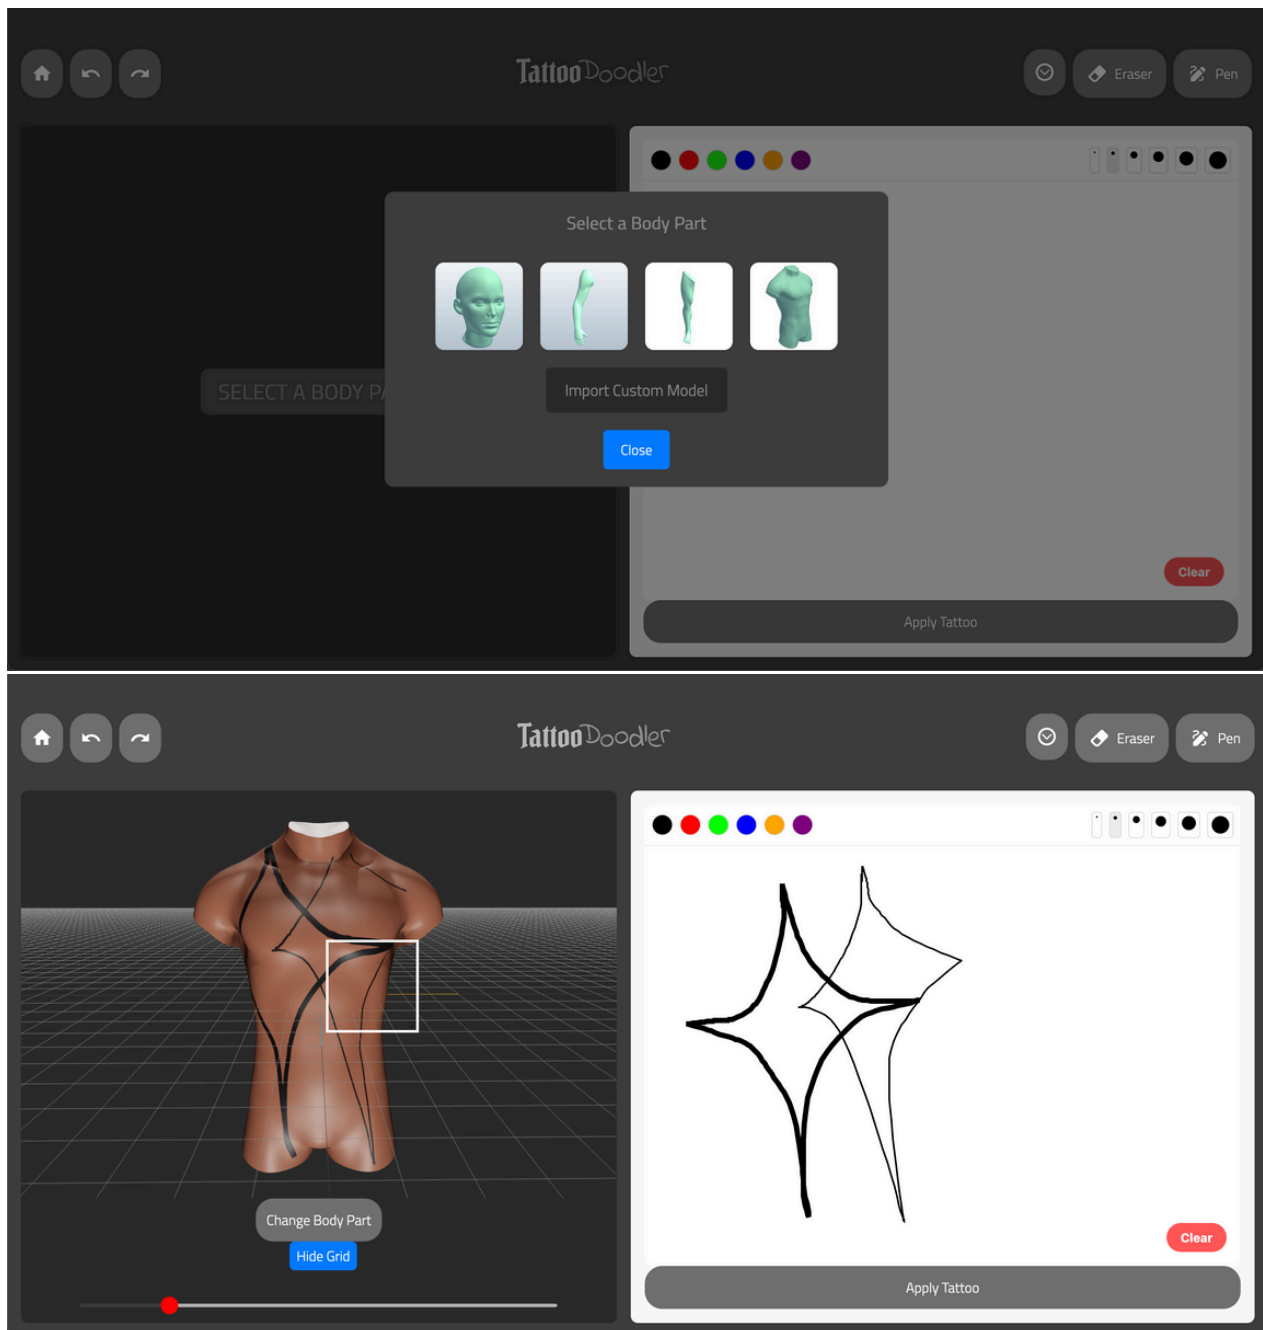 TattooDoodler
Eraser
Pen
Select a Body Part
SELECT A BODY PA
Import Custom Model
Close
Clear
Apply Tattoo
TattooDoodler
Eraser
Pen
Change Body Part
Hide Grid
Clear
Apply Tattoo